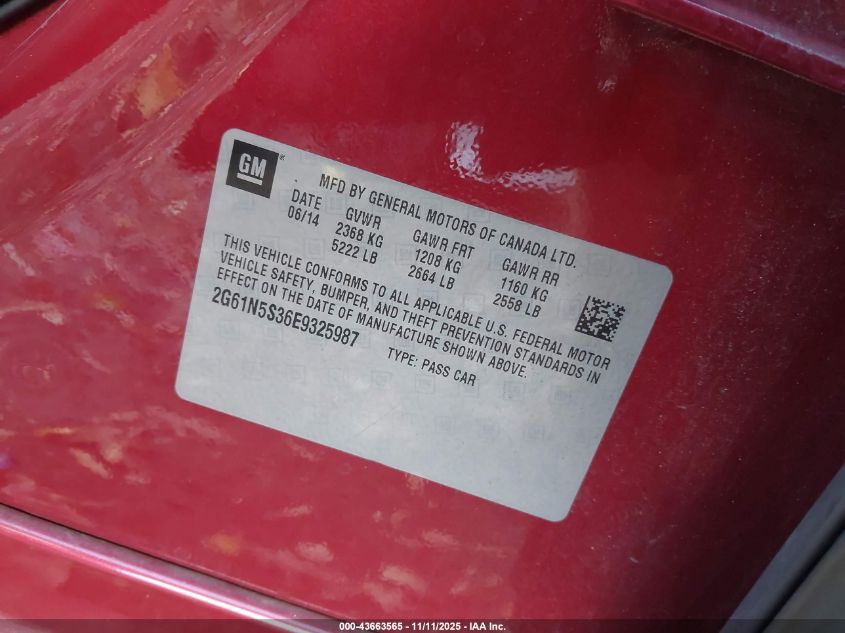 GM
MFD BY GENERAL MOTORS OF CANADA LTD.
DATE GVWR GAWR FRT GAWR RR
06/14 2368 KG 1208 KG 1160 KG
5222 LB 2664 LB 2558 LB
THIS VEHICLE CONFORMS TO ALL APPLICABLE U.S. FEDERAL MOTOR
VEHICLE SAFETY, BUMPER, AND THEFT PREVENTION STANDARDS IN
EFFECT ON THE DATE OF MANUFACTURE SHOWN ABOVE.
2G61N5S36E9325987 TYPE: PASS CAR
000-43663565 - 11/11/2025 - IAA Inc.